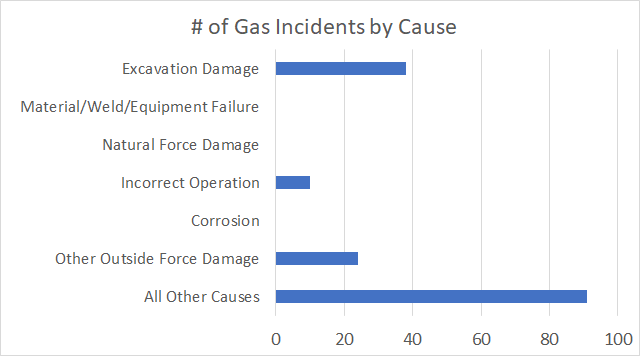 # of Gas Incidents by Cause
Excavation Damage
Material/Weld/Equipment Failure
Natural Force Damage
Incorrect Operation
Corrosion
Other Outside Force Damage
All Other Causes
0 20 40 60 80 100